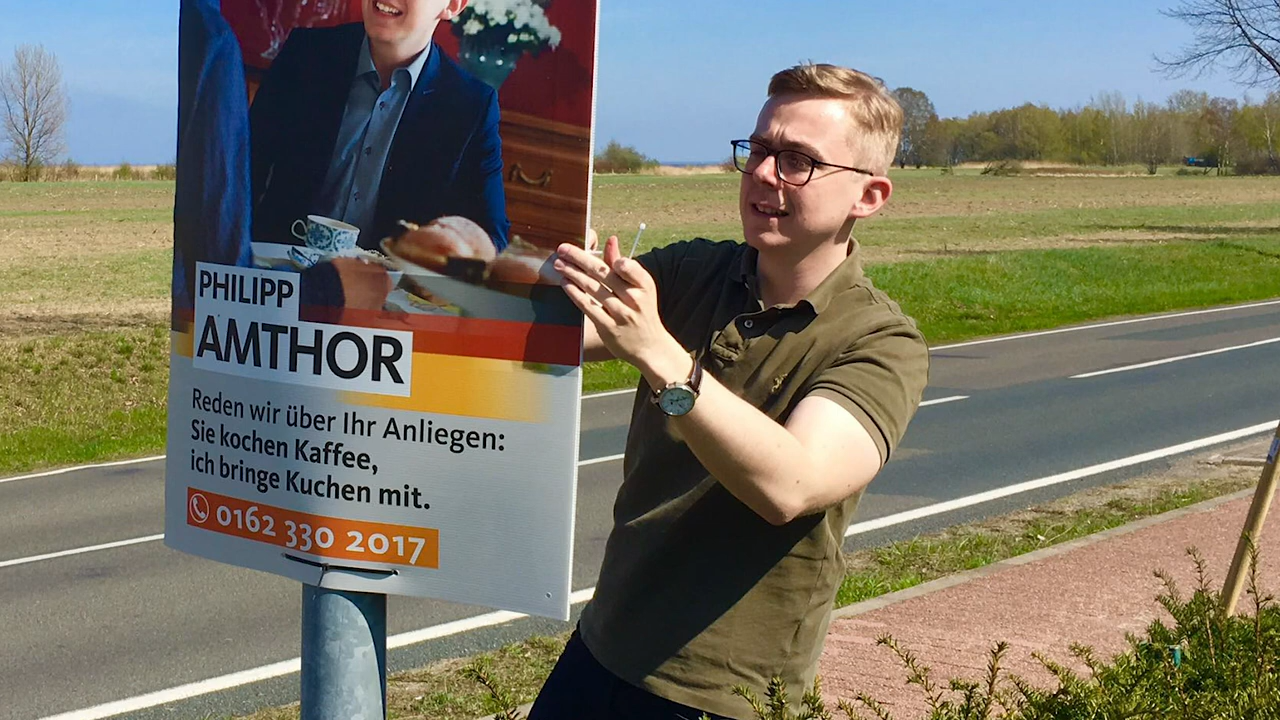 PHILIPP
AMTHOR
Reden wir über Ihr Anliegen:
Sie kochen Kaffee,
ich bringe Kuchen mit.
0162 330 2017